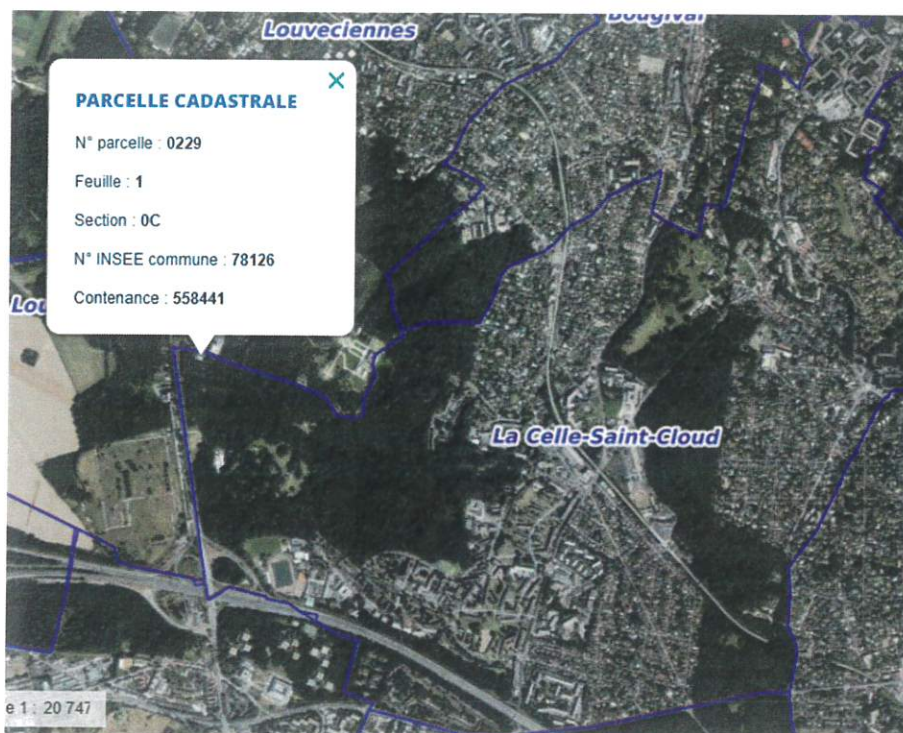 Bougival
Louveciennes
PARCELLE CADASTRALE
N° parcelle : 0229
Feuille : 1
Section : 0C
N° INSEE commune : 78126
Contenance : 558441
Lou
La Celle-Saint-Cloud
e 1 : 20 747